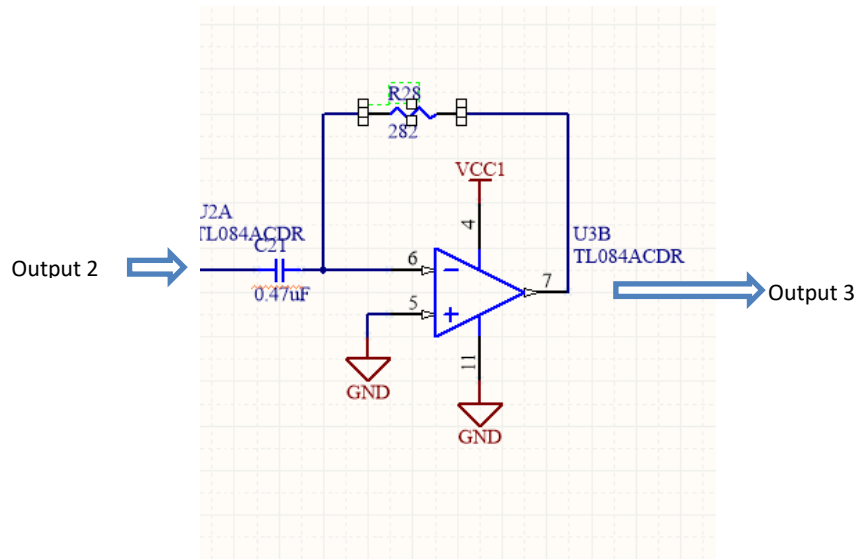 R28
282
VCC1
4
U2A
TL084ACDR
U3B
TL084ACDR
C21
Output 2
6
7
Output 3
0.47uF
5
11
GND
GND